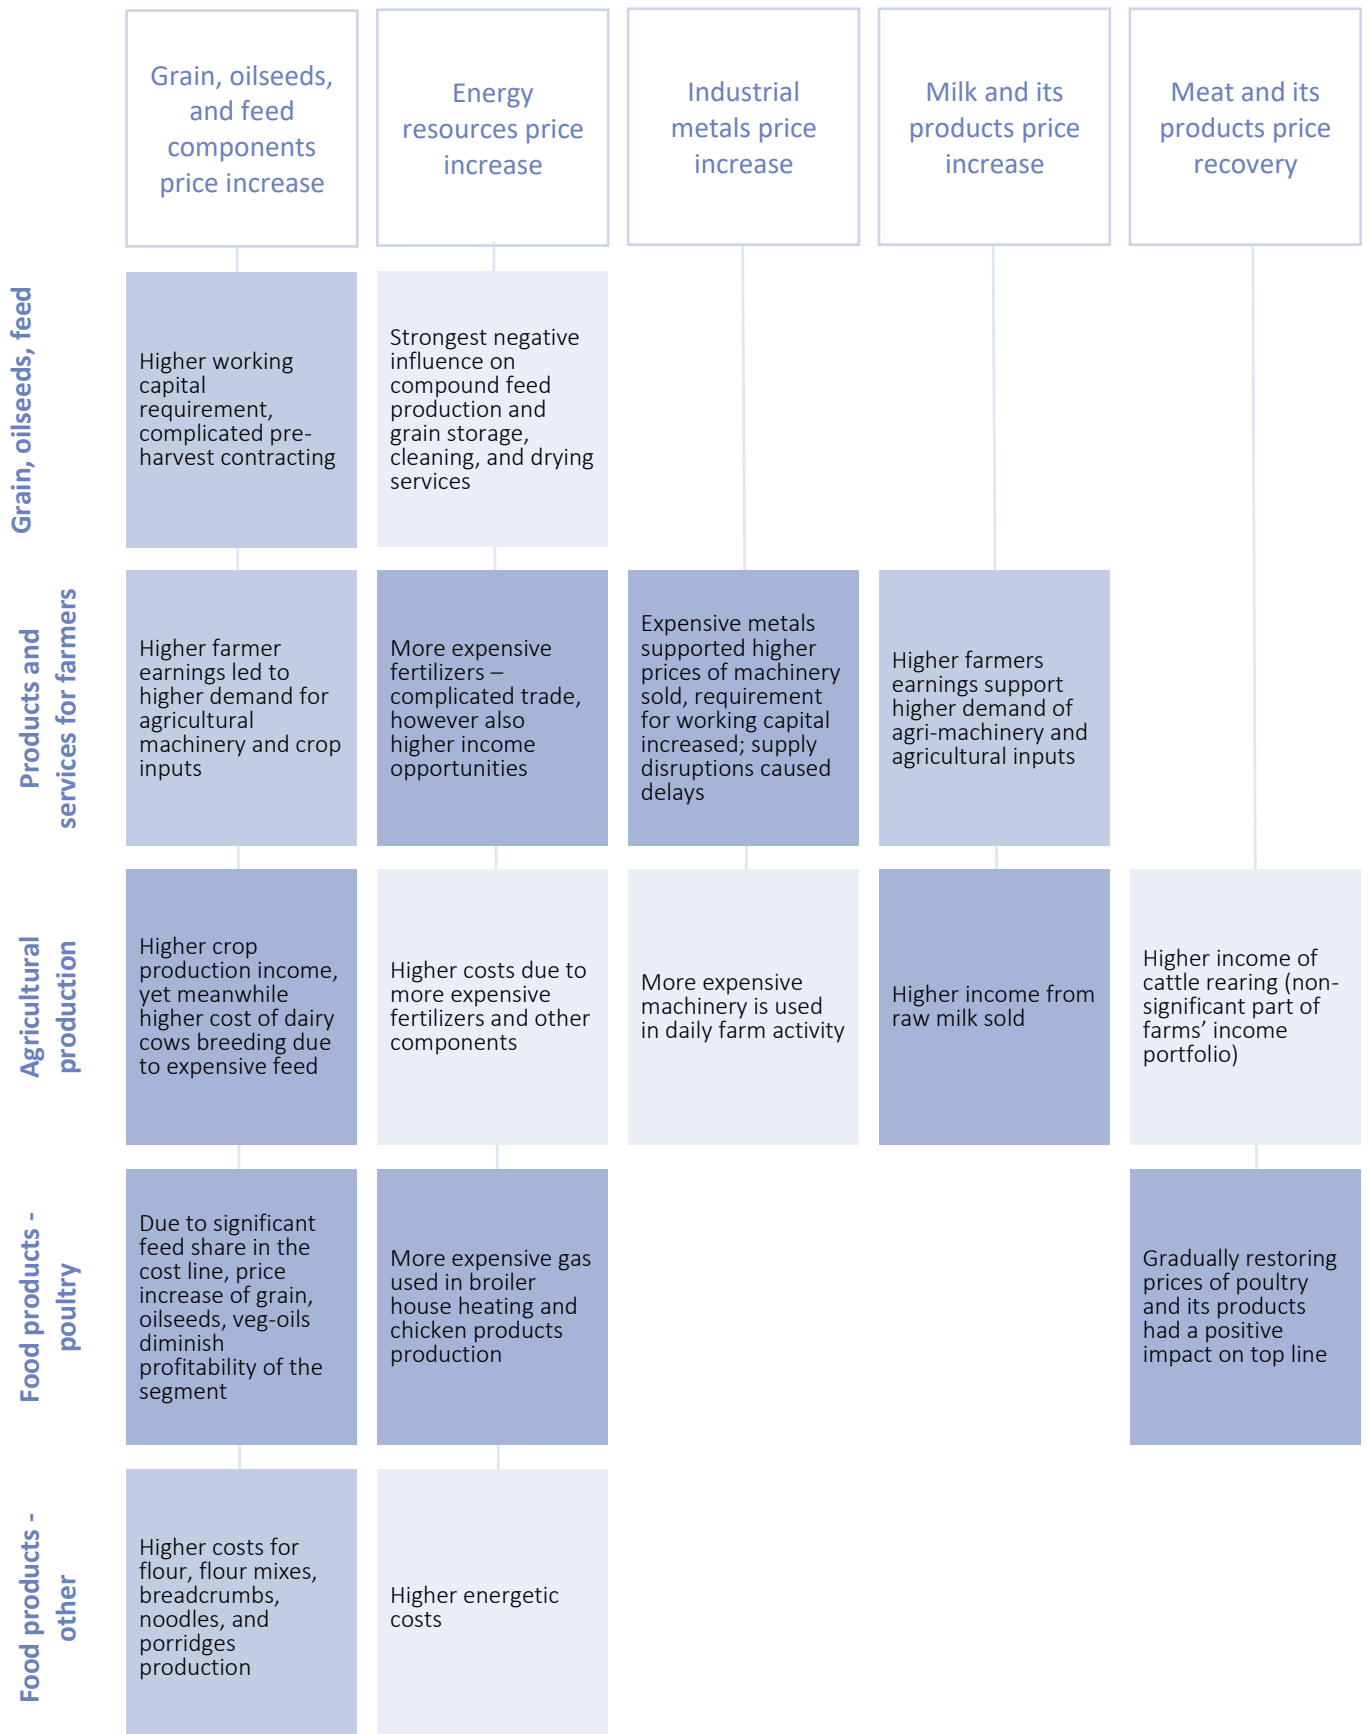 Grain, oilseeds,
and feed
components
price increase
Energy
resources price
increase
Industrial
metals price
increase
Milk and its
products price
increase
Meat and its
products price
recovery
Grain, oilseeds, feed
Higher working
capital
requirement,
complicated pre-
harvest contracting
Strongest negative
influence on
compound feed
production and
grain storage,
cleaning, and drying
services
Products and
services for farmers
Higher farmer
earnings led to
higher demand for
agricultural
machinery and crop
inputs
More expensive
fertilizers –
complicated trade,
however also
higher income
opportunities
Expensive metals
supported higher
prices of machinery
sold, requirement
for working capital
increased; supply
disruptions caused
delays
Higher farmers
earnings support
higher demand of
agri-machinery and
agricultural inputs
Agricultural
production
Higher crop
production income,
yet meanwhile
higher cost of dairy
cows breeding due
to expensive feed
Higher costs due to
more expensive
fertilizers and other
components
More expensive
machinery is used
in daily farm activity
Higher income from
raw milk sold
Higher income of
cattle rearing (non-
significant part of
farms’ income
portfolio)
Food products -
poultry
Due to significant
feed share in the
cost line, price
increase of grain,
oilseeds, veg-oils
diminish
profitability of the
segment
More expensive gas
used in broiler
house heating and
chicken products
production
Gradually restoring
prices of poultry
and its products
had a positive
impact on top line
Food products -
other
Higher costs for
flour, flour mixes,
breadcrumbs,
noodles, and
porridges
production
Higher energetic
costs